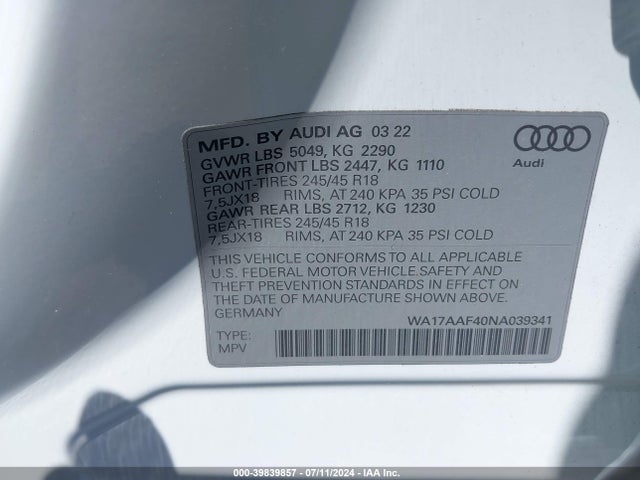 MFD. BY AUDI AG 03 22
GVWR LBS 5049, KG 2290
GAWR FRONT LBS 2447, KG 1110
FRONT-TIRES 245/45 R18
7,5JX18 RIMS, AT 240 KPA 35 PSI COLD
GAWR REAR LBS 2712, KG 1230
REAR-TIRES 245/45 R18
7,5JX18 RIMS, AT 240 KPA 35 PSI COLD
Audi
THIS VEHICLE CONFORMS TO ALL APPLICABLE
U.S. FEDERAL MOTOR VEHICLE SAFETY AND
THEFT PREVENTION STANDARDS IN EFFECT ON
THE DATE OF MANUFACTURE SHOWN ABOVE.
GERMANY
WA17AAF40NA039341
TYPE:
MPV
000-39839857 - 07/11/2024 - IAA Inc.